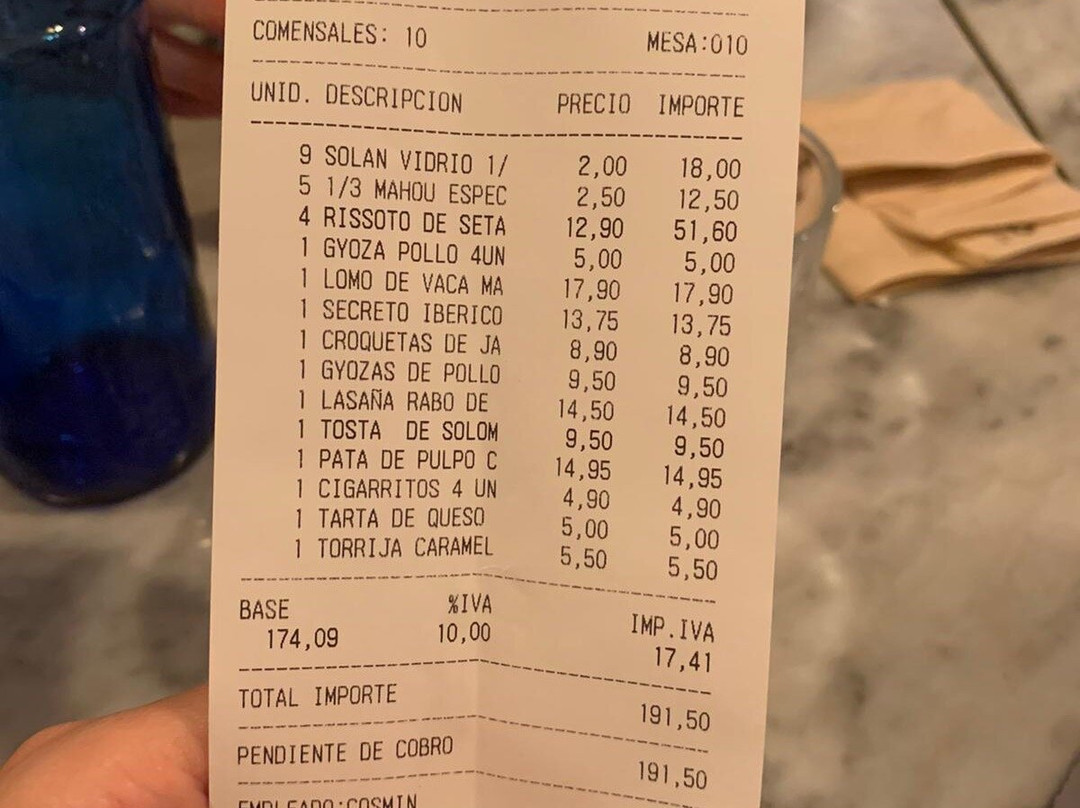 COMENSALES: 10 MESA:010
UNID. DESCRIPCION PRECIO IMPORTE
9 SOLAN VIDRIO 1/ 2,00 18,00
5 1/3 MAHOU ESPEC 2,50 12,50
4 RISSOTO DE SETA 12,90 51,60
1 GYOZA POLLO 4UN 5,00 5,00
1 LOMO DE VACA MA 17,90 17,90
1 SECRETO IBERICO 13,75 13,75
1 CROQUETAS DE JA 8,90 8,90
1 GYOZAS DE POLLO 9,50 9,50
1 LASAÑA RABO DE 14,50 14,50
1 TOSTA DE SOLOM 9,50 9,50
1 PATA DE PULPO C 14,95 14,95
1 CIGARRITOS 4 UN 4,90 4,90
1 TARTA DE QUESO 5,00 5,00
1 TORRIJA CARAMEL 5,50 5,50
BASE %IVA IMP.IVA
174,09 10,00 17,41
TOTAL IMPORTE 191,50
PENDIENTE DE COBRO 191,50
EMPLEADO:COSMIN